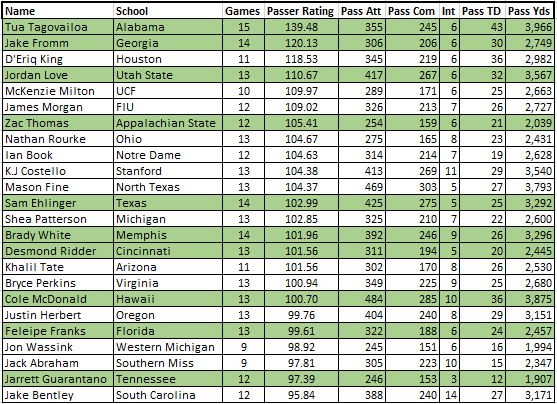 Name School Games Passer Rating Pass Att Pass Com Int Pass TD Pass Yds
Tua Tagovailoa Alabama 15 139.48 355 245 6 43 3,966
Jake Fromm Georgia 14 120.13 306 206 6 30 2,749
D'Eriq King Houston 11 118.53 345 219 6 36 2,982
Jordan Love Utah State 13 110.67 417 267 6 32 3,567
McKenzie Milton UCF 10 109.97 289 171 6 25 2,663
James Morgan FIU 12 109.02 326 213 7 26 2,727
Zac Thomas Appalachian State 12 105.41 254 159 6 21 2,039
Nathan Rourke Ohio 13 104.67 275 165 8 23 2,431
Ian Book Notre Dame 12 104.63 314 214 7 19 2,628
K.J Costello Stanford 13 104.38 413 269 11 29 3,540
Mason Fine North Texas 13 104.37 469 303 5 27 3,793
Sam Ehlinger Texas 14 102.99 425 275 5 25 3,292
Shea Patterson Michigan 13 102.85 325 210 7 22 2,600
Brady White Memphis 14 101.96 392 246 9 26 3,296
Desmond Ridder Cincinnati 13 101.56 311 194 5 20 2,445
Khalil Tate Arizona 11 101.56 302 170 8 26 2,530
Bryce Perkins Virginia 13 100.94 349 225 9 25 2,680
Cole McDonald Hawaii 13 100.70 484 285 10 36 3,875
Justin Herbert Oregon 13 99.76 404 240 8 29 3,151
Feleipe Franks Florida 13 99.61 322 188 6 24 2,457
Jon Wassink Western Michigan 9 98.92 245 151 6 16 1,994
Jack Abraham Southern Miss 9 97.81 305 223 10 15 2,347
Jarrett Guarantano Tennessee 12 97.39 246 153 3 12 1,907
Jake Bentley South Carolina 12 95.84 388 240 14 27 3,171